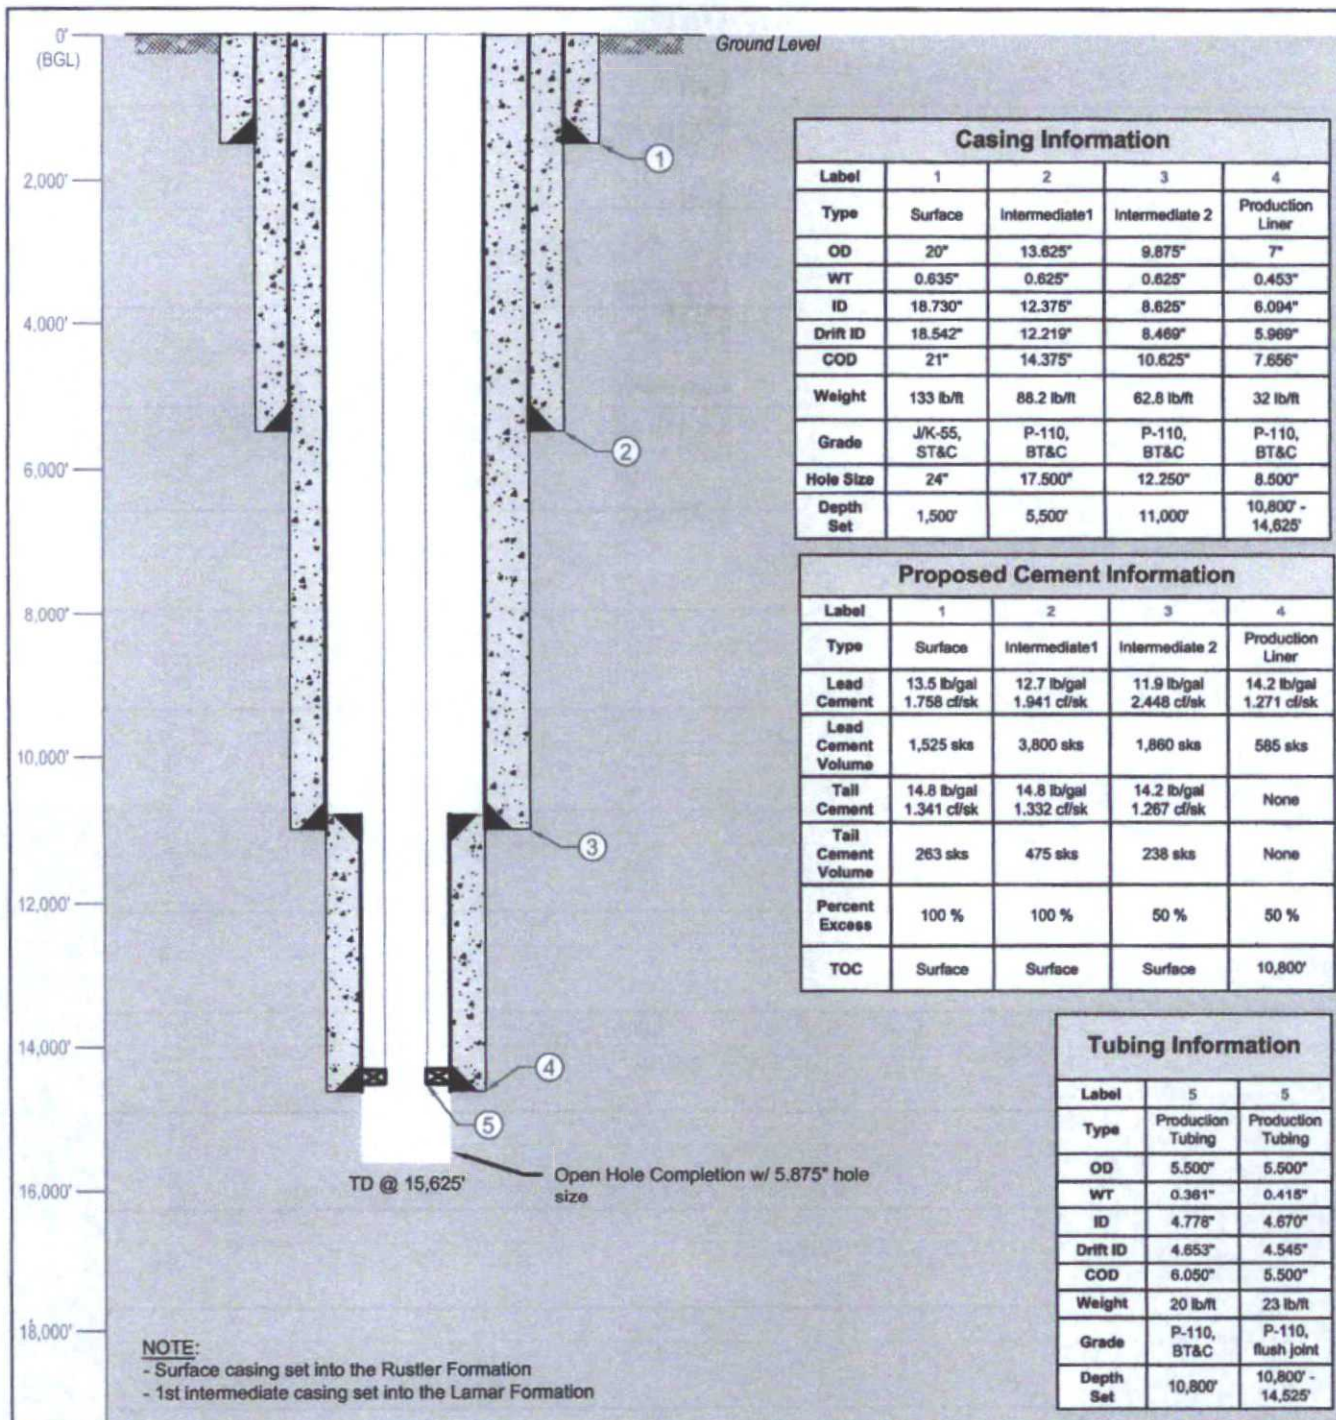 0'
(BGL)
Ground Level
2,000'
4,000'
6,000'
8,000'
10,000'
12,000'
14,000'
16,000'
18,000'
1
2
3
4
5
TD @ 15,625'
Open Hole Completion w/ 5.875" hole
size
NOTE:
- Surface casing set into the Rustler Formation
- 1st intermediate casing set into the Lamar Formation
Casing Information
Label 1 2 3 4
Type Surface Intermediate1 Intermediate 2 Production Liner
OD 20" 13.625" 9.875" 7"
WT 0.635" 0.625" 0.625" 0.453"
ID 18.730" 12.375" 8.625" 6.094"
Drift ID 18.542" 12.219" 8.469" 5.969"
COD 21" 14.375" 10.625" 7.656"
Weight 133 lb/ft 88.2 lb/ft 62.8 lb/ft 32 lb/ft
Grade J/K-55, ST&C P-110, BT&C P-110, BT&C P-110, BT&C
Hole Size 24" 17.500" 12.250" 8.500"
Depth Set 1,500' 5,500' 11,000' 10,800' - 14,625'
Proposed Cement Information
Label 1 2 3 4
Type Surface Intermediate1 Intermediate 2 Production Liner
Lead Cement 13.5 lb/gal 1.758 cf/sk 12.7 lb/gal 1.941 cf/sk 11.9 lb/gal 2.448 cf/sk 14.2 lb/gal 1.271 cf/sk
Lead Cement Volume 1,525 sks 3,800 sks 1,860 sks 585 sks
Tail Cement 14.8 lb/gal 1.341 cf/sk 14.8 lb/gal 1.332 cf/sk 14.2 lb/gal 1.267 cf/sk None
Tail Cement Volume 263 sks 475 sks 238 sks None
Percent Excess 100 % 100 % 50 % 50 %
TOC Surface Surface Surface 10,800'
Tubing Information
Label 5 5
Type Production Tubing Production Tubing
OD 5.500" 5.500"
WT 0.361" 0.415"
ID 4.778" 4.670"
Drift ID 4.653" 4.545"
COD 6.050" 5.500"
Weight 20 lb/ft 23 lb/ft
Grade P-110, BT&C P-110, flush joint
Depth Set 10,800' 10,800' - 14,525'